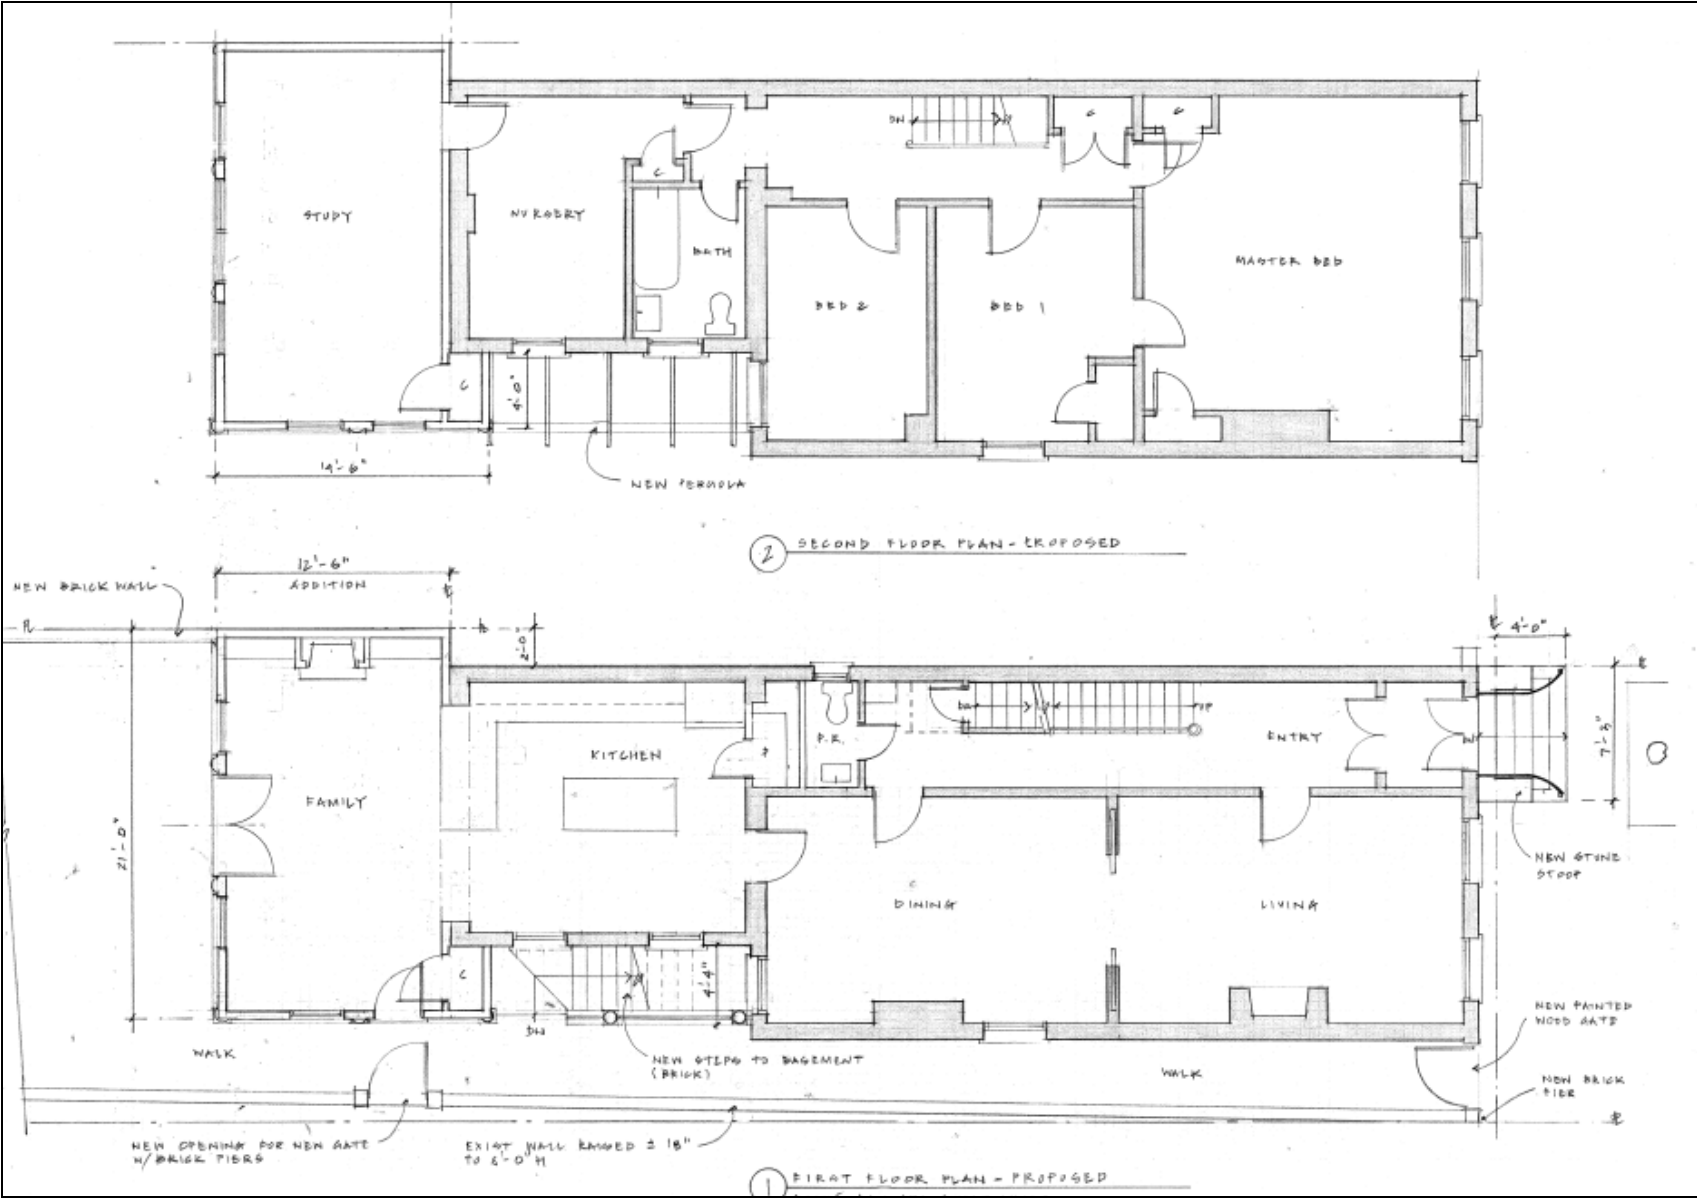 STUDY
NURSERY
C
BATH
DN
C
C
MASTER BED
BED 2
BED 1
C
4'-0"
14'-6"
NEW PERGOLA
2 SECOND FLOOR PLAN - PROPOSED
12'-6"
ADDITION
NEW BRICK WALL
2'-0"
4'-0"
7'-3"
21'-0"
FAMILY
KITCHEN
P
P.R.
DN
UP
ENTRY
DN
NEW STONE
STOOP
DINING
LIVING
C
C
4'-4"
DN
WALK
NEW STEPS TO BASEMENT
(BRICK)
WALK
NEW PAINTED
WOOD GATE
NEW BRICK
PIER
NEW OPENING FOR NEW GATE
W/ BRICK PIERS
EXIST WALL RAISED ± 18"
TO 6'-0" H
1 FIRST FLOOR PLAN - PROPOSED